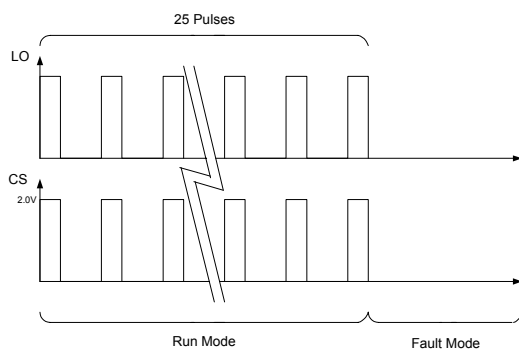 25 Pulses
LO
CS
2.0V
Run Mode
Fault Mode